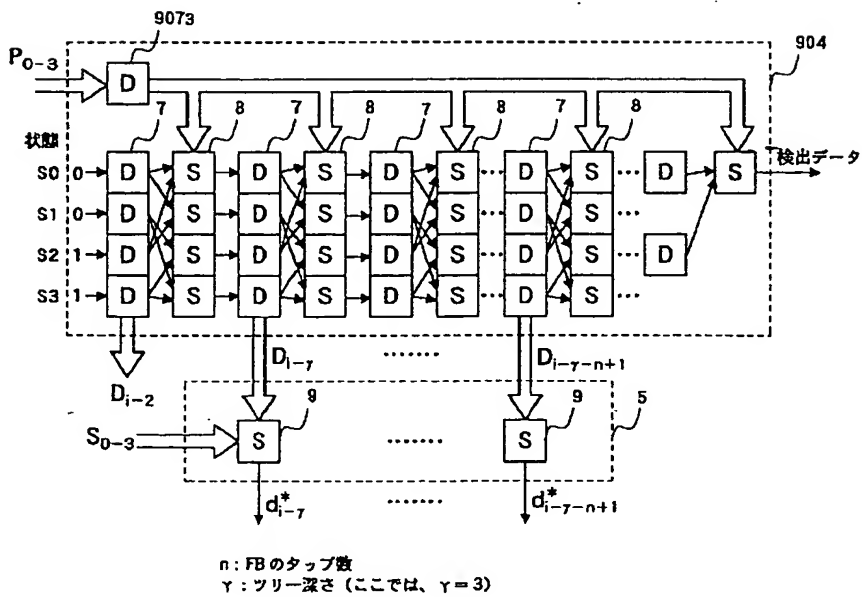 9073
904
P0-3
D
7 8 7 8 7 8 7 8
状態
検出データ
S0 0 D S D S D S D S … D S
S1 0 D S D S D S D S …
S2 1 D S D S D S D S … D
S3 1 D S D S D S … D S …
Di-2
Di-γ
.......
Di-γ-n+1
9 9 5
S0-3
S ....... S
d*i-γ
.......
d*i-γ-n+1
n:FBのタップ数
γ:ツリー深さ(ここでは、γ=3)